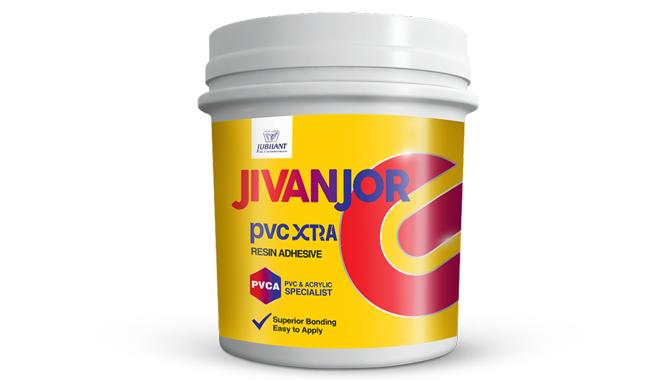 JUBILANT
JIVANJOR
PVC XTRA
RESIN ADHESIVE
PVCA
PVC & ACRYLIC
SPECIALIST
Superior Bonding
Easy to Apply